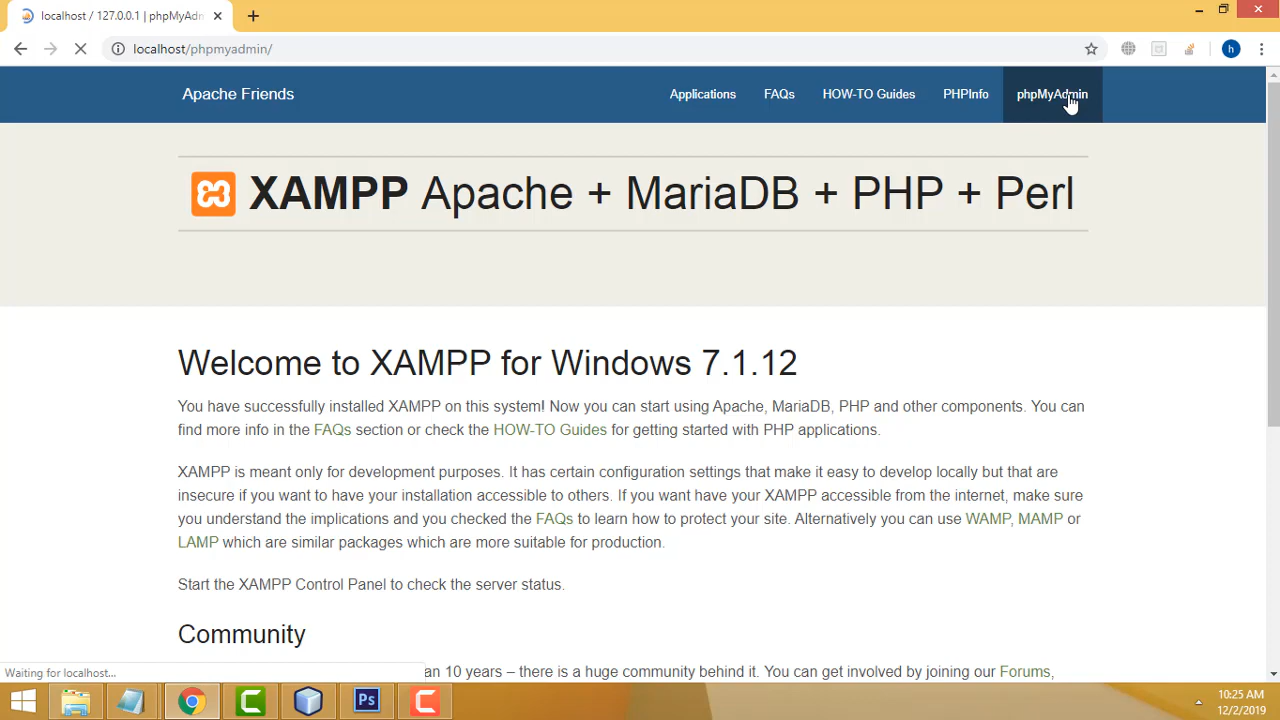 localhost / 127.0.0.1 | phpMyAdm
localhost/phpmyadmin/
h
Apache Friends
Applications
FAQs
HOW-TO Guides
PHPInfo
phpMyAdmin
XAMPP Apache + MariaDB + PHP + Perl
Welcome to XAMPP for Windows 7.1.12
You have successfully installed XAMPP on this system! Now you can start using Apache, MariaDB, PHP and other components. You can
find more info in the FAQs section or check the HOW-TO Guides for getting started with PHP applications.
XAMPP is meant only for development purposes. It has certain configuration settings that make it easy to develop locally but that are
insecure if you want to have your installation accessible to others. If you want have your XAMPP accessible from the internet, make sure
you understand the implications and you checked the FAQs to learn how to protect your site. Alternatively you can use WAMP, MAMP or
LAMP which are similar packages which are more suitable for production.
Start the XAMPP Control Panel to check the server status.
Community
Waiting for localhost...
an 10 years – there is a huge community behind it. You can get involved by joining our Forums,
Ps
10:25 AM
12/2/2019